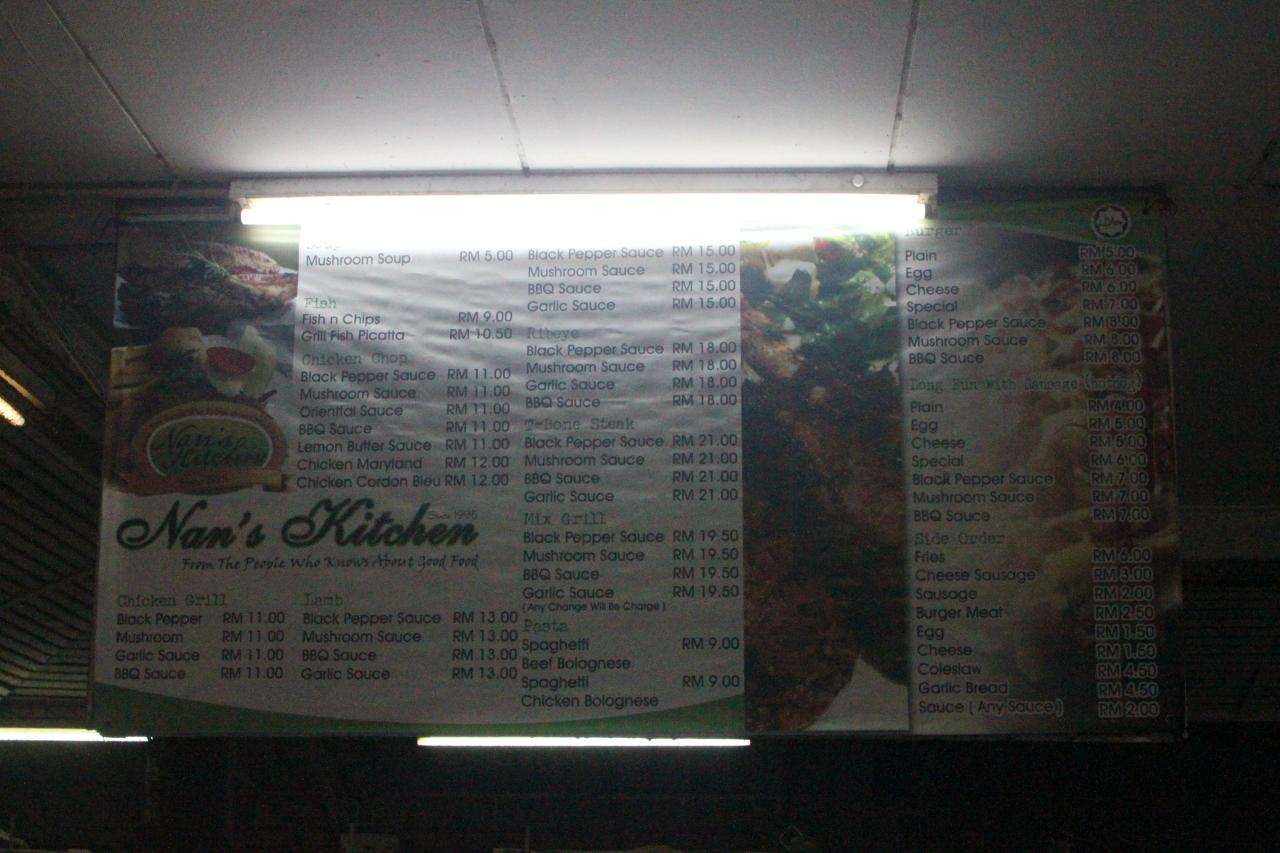 Soup
Mushroom Soup RM 5.00
Fish
Fish n Chips RM 9.00
Grill Fish Picatta RM 10.50
Chicken Chop
Black Pepper Sauce RM 11.00
Mushroom Sauce RM 11.00
Orienttal Sauce RM 11.00
BBQ Sauce RM 11.00
Lemon Butter Sauce RM 11.00
Chicken Maryland RM 12.00
Chicken Cordon Bleu RM 12.00
Nan's
Kitchen
Nan's Kitchen Since 1995
From The People Who Knows About Good Food
Chicken Grill
Black Pepper RM 11.00
Mushroom RM 11.00
Garlic Sauce RM 11.00
BBQ Sauce RM 11.00
Lamb
Black Pepper Sauce RM 13.00
Mushroom Sauce RM 13.00
BBQ Sauce RM 13.00
Garlic Sauce RM 13.00
Black Pepper Sauce RM 15.00
Mushroom Sauce RM 15.00
BBQ Sauce RM 15.00
Garlic Sauce RM 15.00
Ribeye
Black Pepper Sauce RM 18.00
Mushroom Sauce RM 18.00
Garlic Sauce RM 18.00
BBQ Sauce RM 18.00
T-Bone Steak
Black Pepper Sauce RM 21.00
Mushroom Sauce RM 21.00
BBQ Sauce RM 21.00
Garlic Sauce RM 21.00
Mix Grill
Black Pepper Sauce RM 19.50
Mushroom Sauce RM 19.50
BBQ Sauce RM 19.50
Garlic Sauce RM 19.50
( Any Change Will Be Charge )
Pasta
Spaghetti RM 9.00
Beef Bolognese
Spaghetti RM 9.00
Chicken Bolognese
Burger
Plain RM 5.00
Egg RM 6.00
Cheese RM 6.00
Special RM 7.00
Black Pepper Sauce RM 8.00
Mushroom Sauce RM 8.00
BBQ Sauce RM 8.00
Long Bun With Sausage
Plain RM 4.00
Egg RM 5.00
Cheese RM 5.00
Special RM 6.00
Black Pepper Sauce RM 7.00
Mushroom Sauce RM 7.00
BBQ Sauce RM 7.00
Side Order
Fries RM 6.00
Cheese Sausage RM 3.00
Sausage RM 2.00
Burger Meat RM 2.50
Egg RM 1.50
Cheese RM 1.50
Coleslaw RM 4.50
Garlic Bread RM 4.50
Sauce ( Any Sauce ) RM 2.00